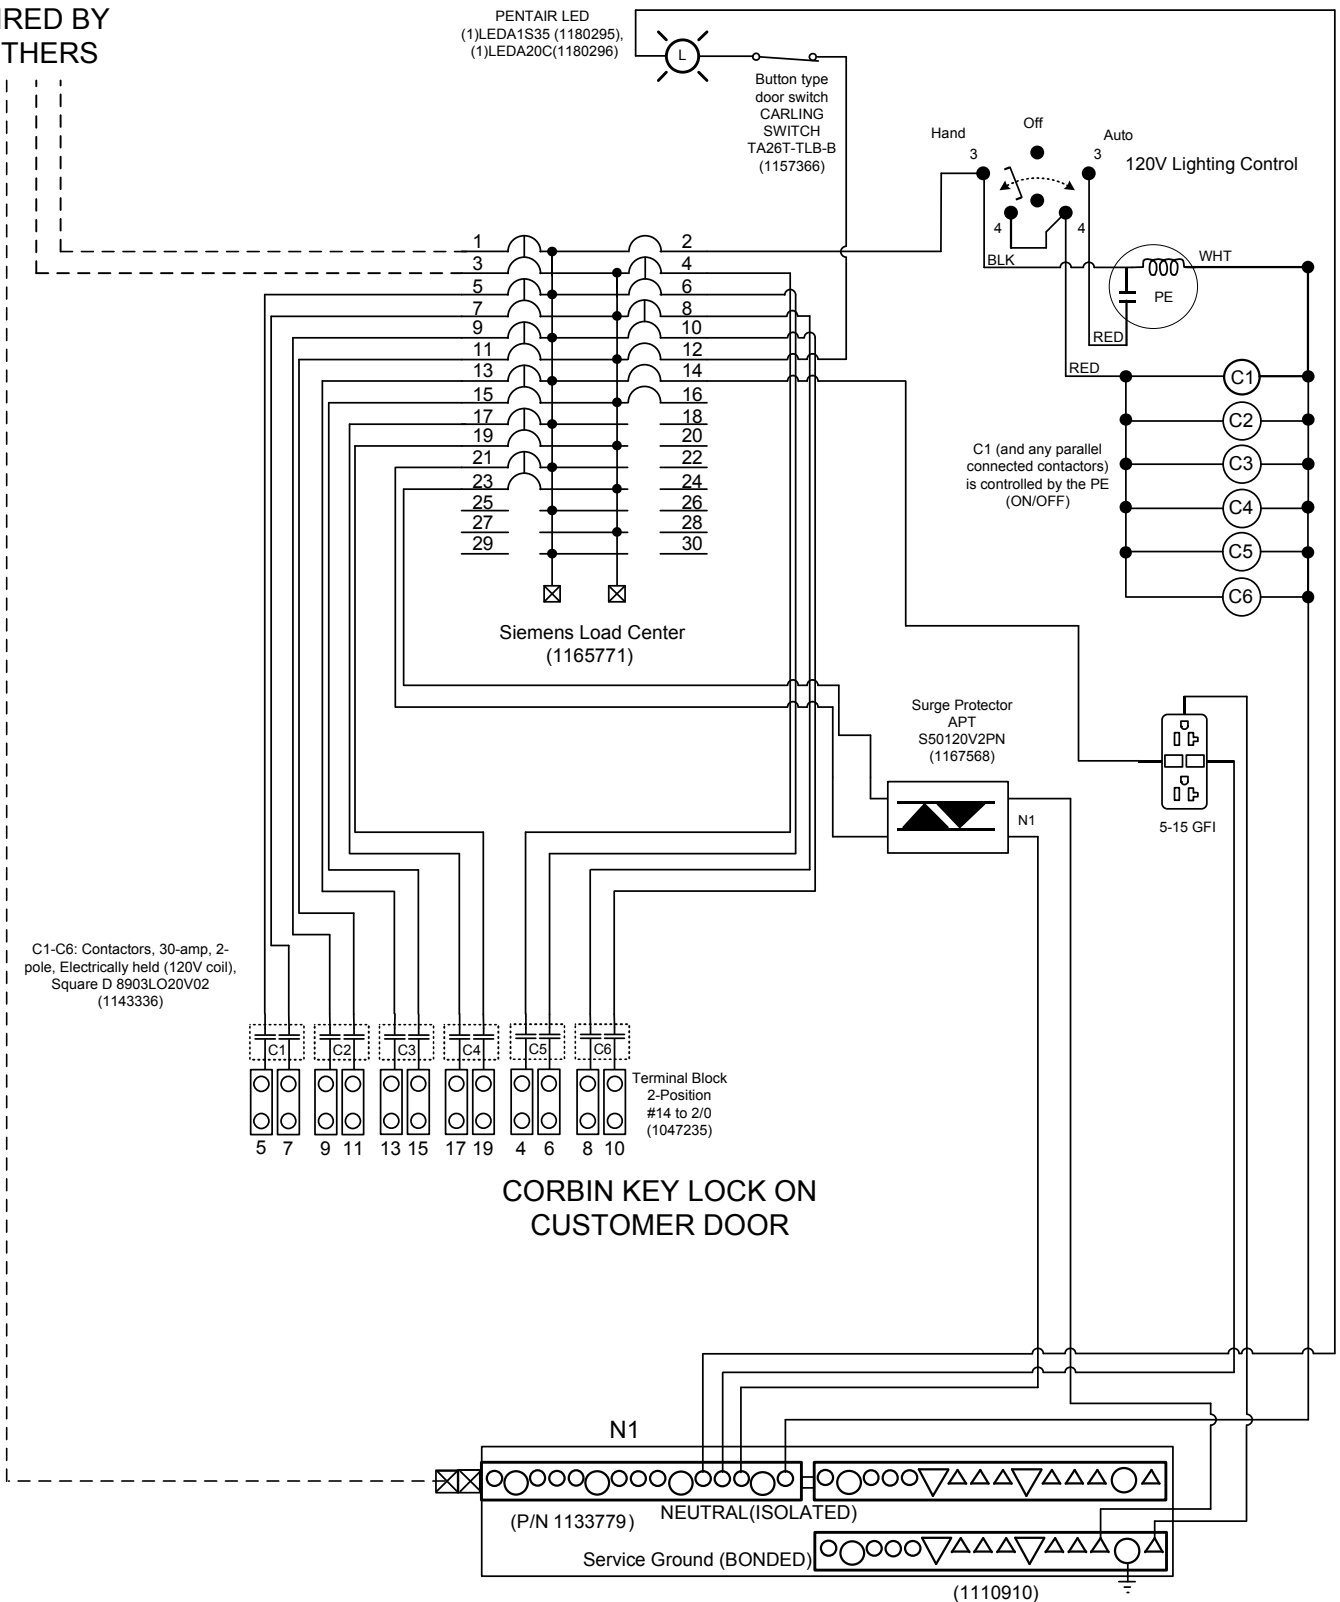 IRED BY
THERS
PENTAIR LED
(1)LEDA1S35 (1180295),
(1)LEDA20C(1180296)
L
Button type
door switch
CARLING
SWITCH
TA26T-TLB-B
(1157366)
Hand
Off
Auto
3
3
120V Lighting Control
4
4
BLK
WHT
PE
RED
RED
1 2
3 4
5 6
7 8
9 10
11 12
13 14
15 16
17 18
19 20
21 22
23 24
25 26
27 28
29 30
Siemens Load Center
(1165771)
C1
C2
C3
C4
C5
C6
C1 (and any parallel
connected contactors)
is controlled by the PE
(ON/OFF)
Surge Protector
APT
S50120V2PN
(1167568)
N1
5-15 GFI
C1-C6: Contactors, 30-amp, 2-
pole, Electrically held (120V coil),
Square D 8903LO20V02
(1143336)
C1 C2 C3 C4 C5 C6
Terminal Block
2-Position
#14 to 2/0
(1047235)
5 7 9 11 13 15 17 19 4 6 8 10
CORBIN KEY LOCK ON
CUSTOMER DOOR
N1
(P/N 1133779)
NEUTRAL(ISOLATED)
Service Ground (BONDED)
(1110910)